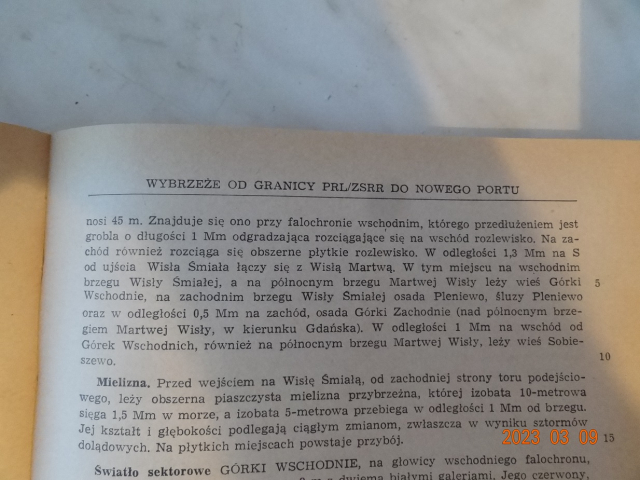 WYBRZEŻE OD GRANICY PRL/ZSRR DO NOWEGO PORTU
nosi 45 m. Znajduje się ono przy falochronie wschodnim, którego przedłużeniem jest
grobla o długości 1 Mm odgradzająca rozciągające się na wschód rozlewisko. Na za-
chód również rozciąga się obszerne płytkie rozlewisko. W odległości 1,3 Mm na S
od ujścia Wisła Śmiała łączy się z Wisłą Martwą. W tym miejscu na wschodnim
brzegu Wisły Śmiałej, a na północnym brzegu Martwej Wisły leży wieś Górki 5
Wschodnie, na zachodnim brzegu Wisły Śmiałej osada Pleniewo, śluzy Pleniewo
oraz w odległości 0,5 Mm na zachód, osada Górki Zachodnie (nad północnym brze-
giem Martwej Wisły, w kierunku Gdańska). W odległości 1 Mm na wschód od
Górek Wschodnich, również na północnym brzegu Martwej Wisły, leży wieś Sobie-
szewo. 10
Mielizna. Przed wejściem na Wisłę Śmiałą, od zachodniej strony toru podejścio-
wego, leży obszerna piaszczysta mielizna przybrzeżna, której izobata 10-metrowa
sięga 1,5 Mm w morze, a izobata 5-metrowa przebiega w odległości 1 Mm od brzegu.
Jej kształt i głębokości podlegają ciągłym zmianom, zwłaszcza w wyniku sztormów
dolądowych. Na płytkich miejscach powstaje przybój. 15
2023 03 09
Światło sektorowe GÓRKI WSCHODNIE, na głowicy wschodniego falochronu,
m z dwiema białymi galeriami. Jego czerwony,